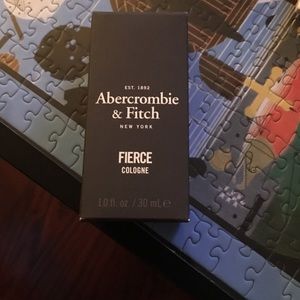 EST. 1892
Abercrombie
& Fitch
NEW YORK
FIERCE
COLOGNE
1.0 fl. oz. / 30 mL ℮